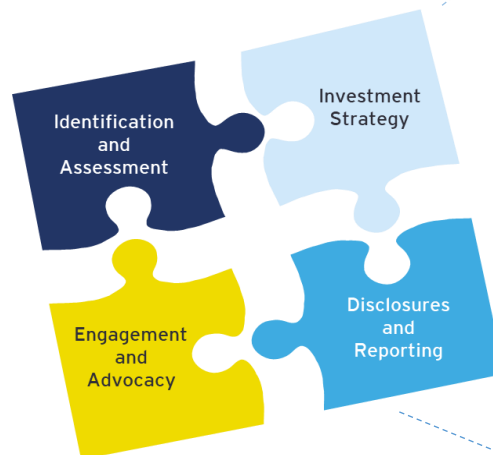 Identification
and
Assessment
Investment
Strategy
Engagement
and
Advocacy
Disclosures
and
Reporting